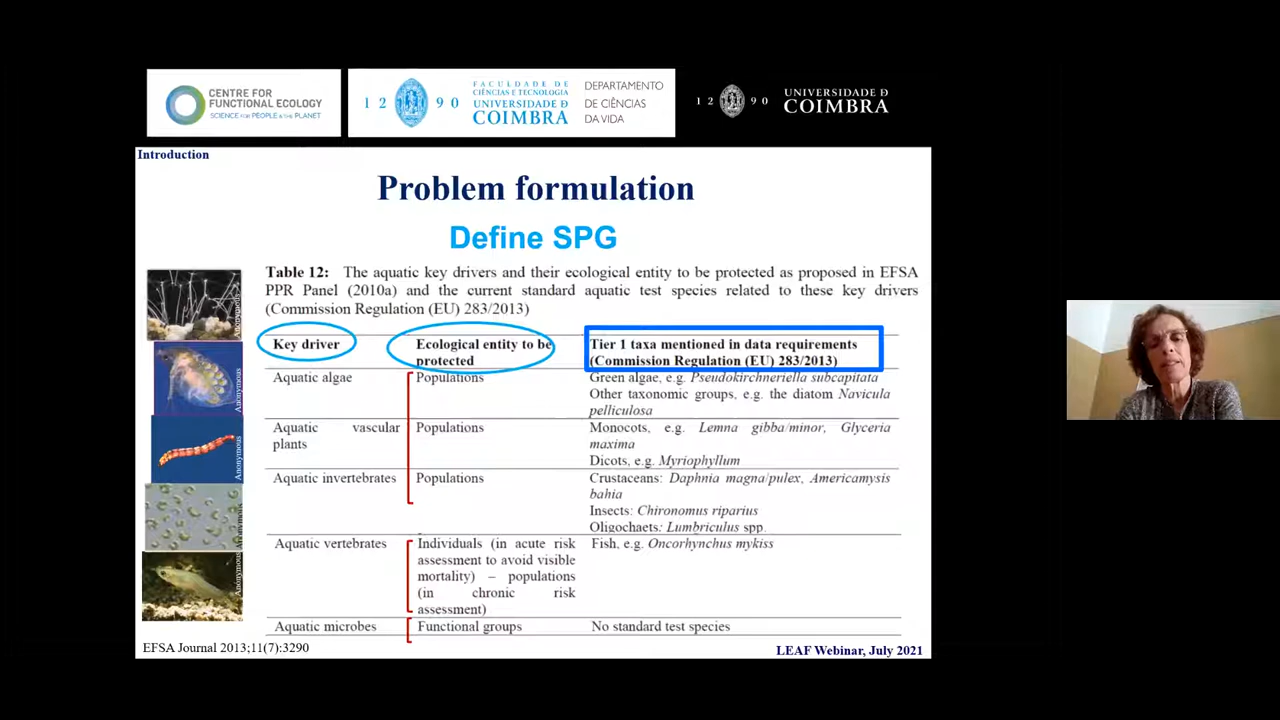 CENTRE FOR
FUNCTIONAL ECOLOGY
SCIENCE FOR PEOPLE & THE PLANET
1 2 9 0
FACULDADE DE
CIÊNCIAS E TECNOLOGIA
UNIVERSIDADE Ð
COIMBRA
DEPARTAMENTO
DE CIÊNCIAS
DA VIDA
1 2 9 0
UNIVERSIDADE Ð
COIMBRA
Introduction
Problem formulation
Define SPG
Table 12: The aquatic key drivers and their ecological entity to be protected as proposed in EFSA
PPR Panel (2010a) and the current standard aquatic test species related to these key drivers
(Commission Regulation (EU) 283/2013)
Key driver
Ecological entity to be
protected
Tier 1 taxa mentioned in data requirements
(Commission Regulation (EU) 283/2013)
Aquatic algae
Populations
Green algae, e.g. Pseudokirchneriella subcapitata
Other taxonomic groups, e.g. the diatom Navicula
pelliculosa
Aquatic vascular
plants
Populations
Monocots, e.g. Lemna gibba/minor, Glyceria
maxima
Dicots, e.g. Myriophyllum
Aquatic invertebrates
Populations
Crustaceans: Daphnia magna/pulex, Americamysis
bahia
Insects: Chironomus riparius
Oligochaets: Lumbriculus spp.
Aquatic vertebrates
Individuals (in acute risk
assessment to avoid visible
mortality) – populations
(in chronic risk
assessment)
Fish, e.g. Oncorhynchus mykiss
Aquatic microbes
Functional groups
No standard test species
Anonymous
Anonymous
Anonymous
Anonymous
Anonymous
EFSA Journal 2013;11(7):3290
LEAF Webinar, July 2021